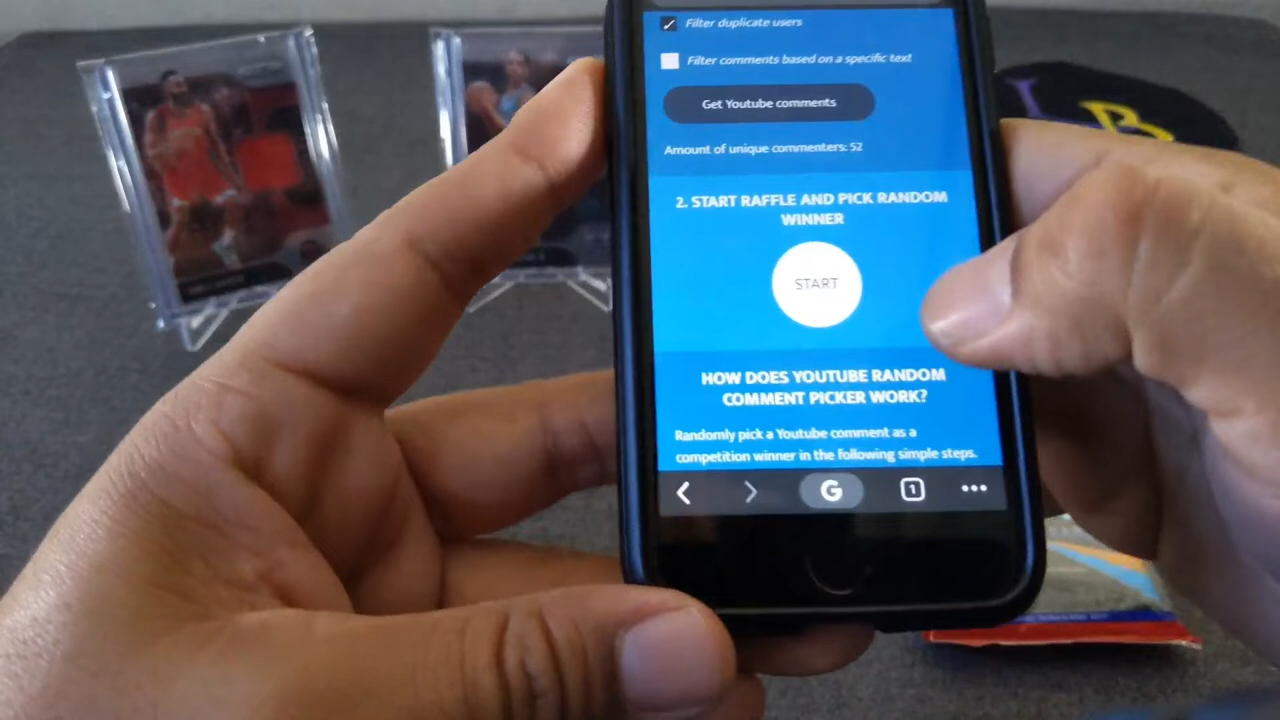 Filter duplicate users
Filter comments based on a specific text
Get Youtube comments
Amount of unique commenters: 52
2. START RAFFLE AND PICK RANDOM
WINNER
START
HOW DOES YOUTUBE RANDOM
COMMENT PICKER WORK?
Randomly pick a Youtube comment as a
competition winner in the following simple steps.
G
1
LB